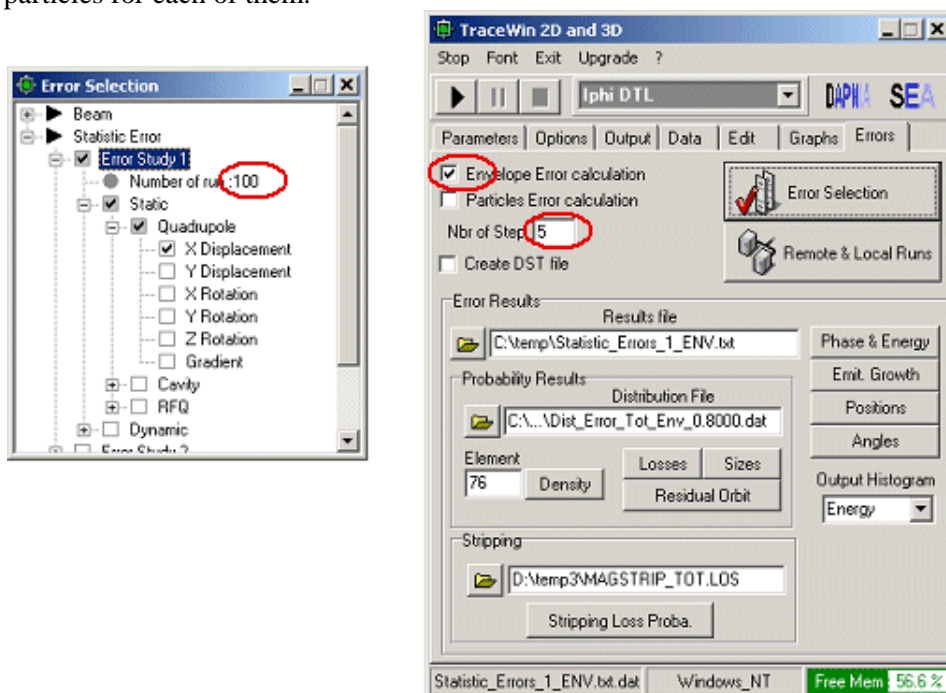 particles for each of them.
Error Selection
Beam
Statistic Error
Error Study 1
Number of run :100
Static
Quadrupole
X Displacement
Y Displacement
X Rotation
Y Rotation
Z Rotation
Gradient
Cavity
RFQ
Dynamic
Error Study 2
TraceWin 2D and 3D
Stop Font Exit Upgrade ?
Iphi DTL
DAPNIA SEA
Parameters Options Output Data Edit Graphs Errors
Envelope Error calculation
Particles Error calculation
Nbr of Step 5
Create DST file
Error Selection
Remote & Local Runs
Error Results
Results file
C:\temp\Statistic_Errors_1_ENV.txt
Probability Results
Distribution File
C:\...\Dist_Error_Tot_Env_0.8000.dat
Element
76
Density
Losses
Sizes
Residual Orbit
Phase & Energy
Emit. Growth
Positions
Angles
Output Histogram
Energy
Stripping
D:\temp3\MAGSTRIP_TOT.LOS
Stripping Loss Proba.
Statistic_Errors_1_ENV.txt.dat
Windows_NT
Free Mem : 56.6 %